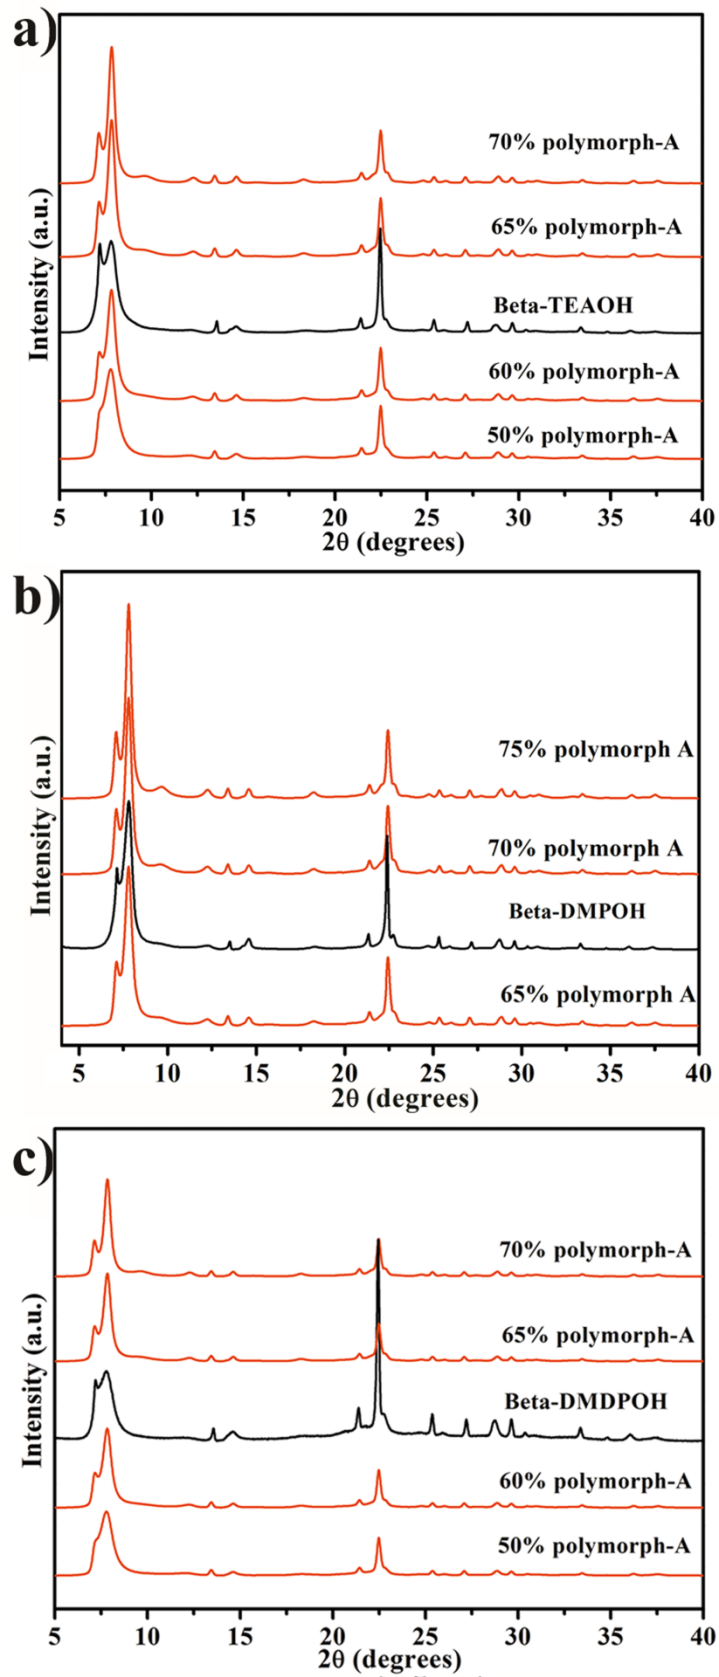 a)
70% polymorph-A
65% polymorph-A
Beta-TEAOH
60% polymorph-A
50% polymorph-A
Intensity (a.u.)
5 10 15 20 25 30 35 40
2θ (degrees)
b)
75% polymorph A
70% polymorph A
Beta-DMPOH
65% polymorph A
Intensity (a.u.)
5 10 15 20 25 30 35 40
2θ (degrees)
c)
70% polymorph-A
65% polymorph-A
Beta-DMDPOH
60% polymorph-A
50% polymorph-A
Intensity (a.u.)
5 10 15 20 25 30 35 40
2θ (degrees)